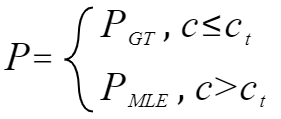 P = { P_GT , c≤c_t
P_MLE , c>c_t